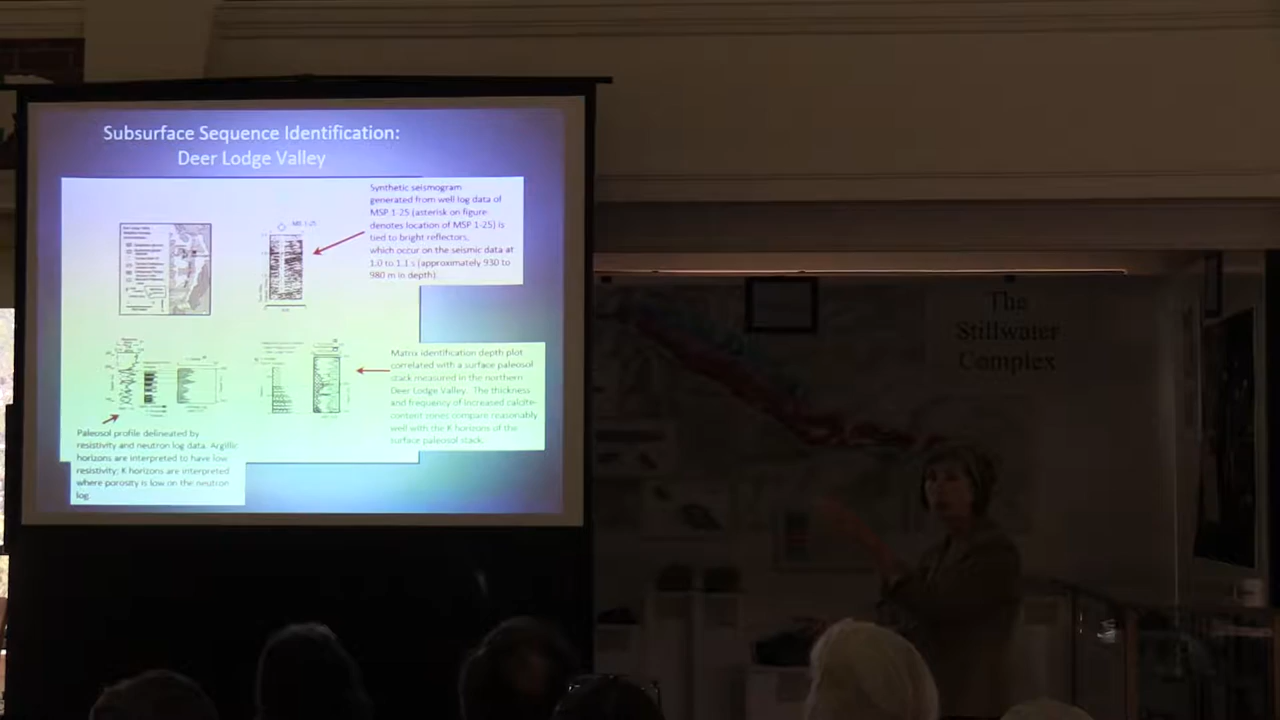 Subsurface Sequence Identification:
Deer Lodge Valley
Synthetic seismogram
generated from well log data of
MSP 1-25 (asterisk on figure
denotes location of MSP 1-25) is
tied to bright reflectors,
which occur on the seismic data at
1.0 to 1.1 s (approximately 930 to
980 m in depth).
Matrix identification depth plot
correlated with a surface paleosol
stack measured in the northern
Deer Lodge Valley. The thickness
and frequency of increased calcite-
content zones compare reasonably
well with the K horizons of the
surface paleosol stack.
Paleosol profile delineated by
resistivity and neutron log data. Argillic
horizons are interpreted to have low
resistivity; K horizons are interpreted
where porosity is low on the neutron
log.
The
Stillwater
Complex